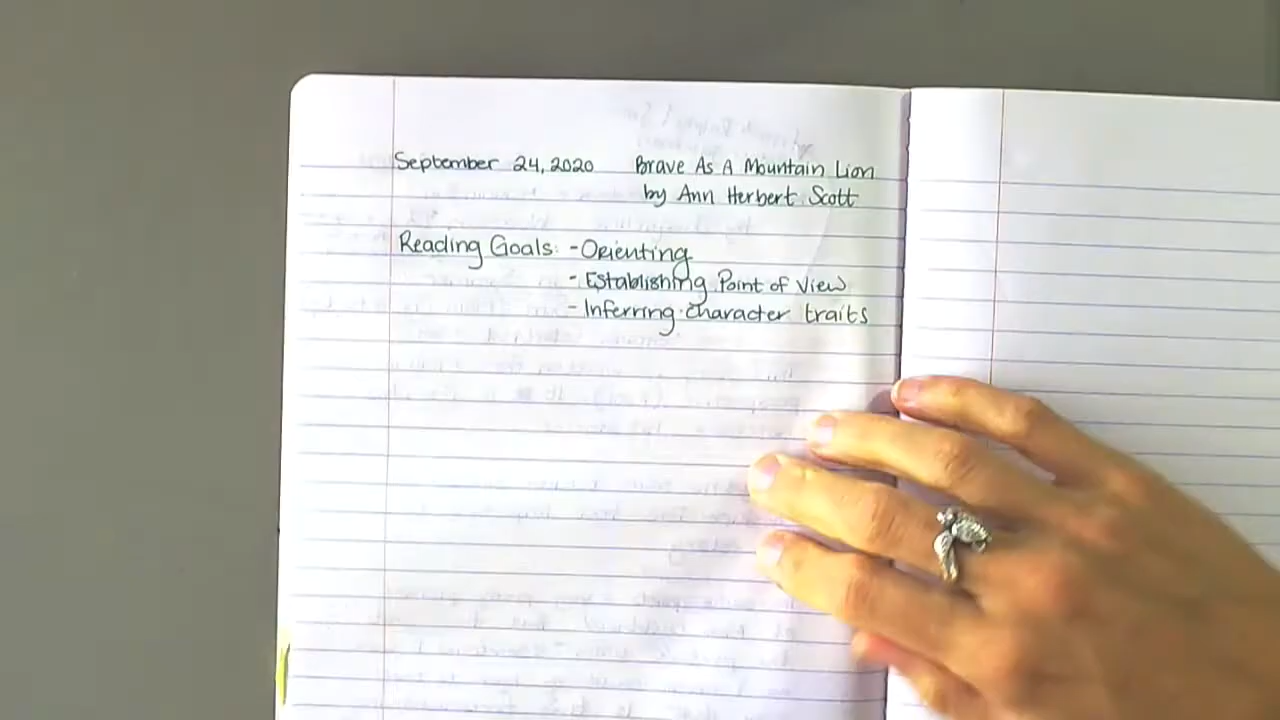 September 24, 2020 Brave As A Mountain Lion
by Ann Herbert Scott
Reading Goals: - Orienting
- Establishing Point of View
- Inferring character traits